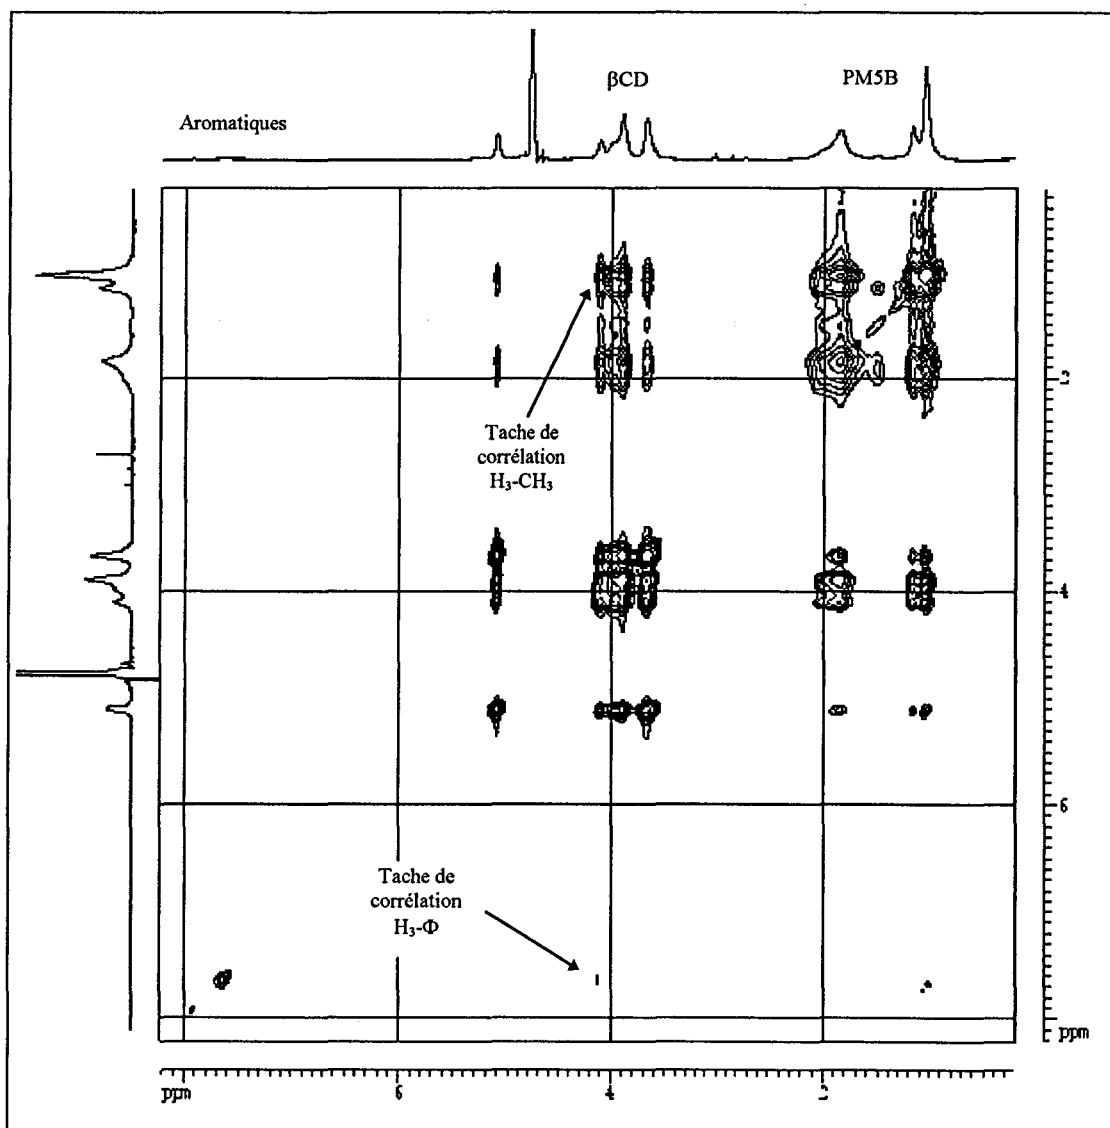 βCD
PM5B
Aromatiques
Tache de
corrélation
H₃-CH₃
2
4
Tache de
corrélation
H₃-Φ
6
ppm
ppm
6
4
2